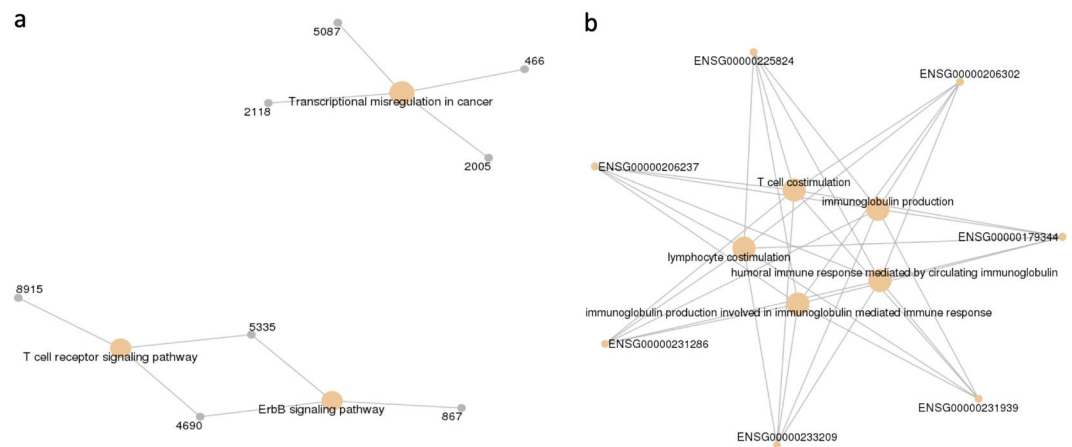 a
5087
466
Transcriptional misregulation in cancer
2118
2005
8915
5335
T cell receptor signaling pathway
ErbB signaling pathway
867
4690
b
ENSG00000225824
ENSG00000206302
ENSG00000206237
T cell costimulation
immunoglobulin production
ENSG00000179344
lymphocyte costimulation
humoral immune response mediated by circulating immunoglobulin
immunoglobulin production involved in immunoglobulin mediated immune response
ENSG00000231286
ENSG00000231939
ENSG00000233209